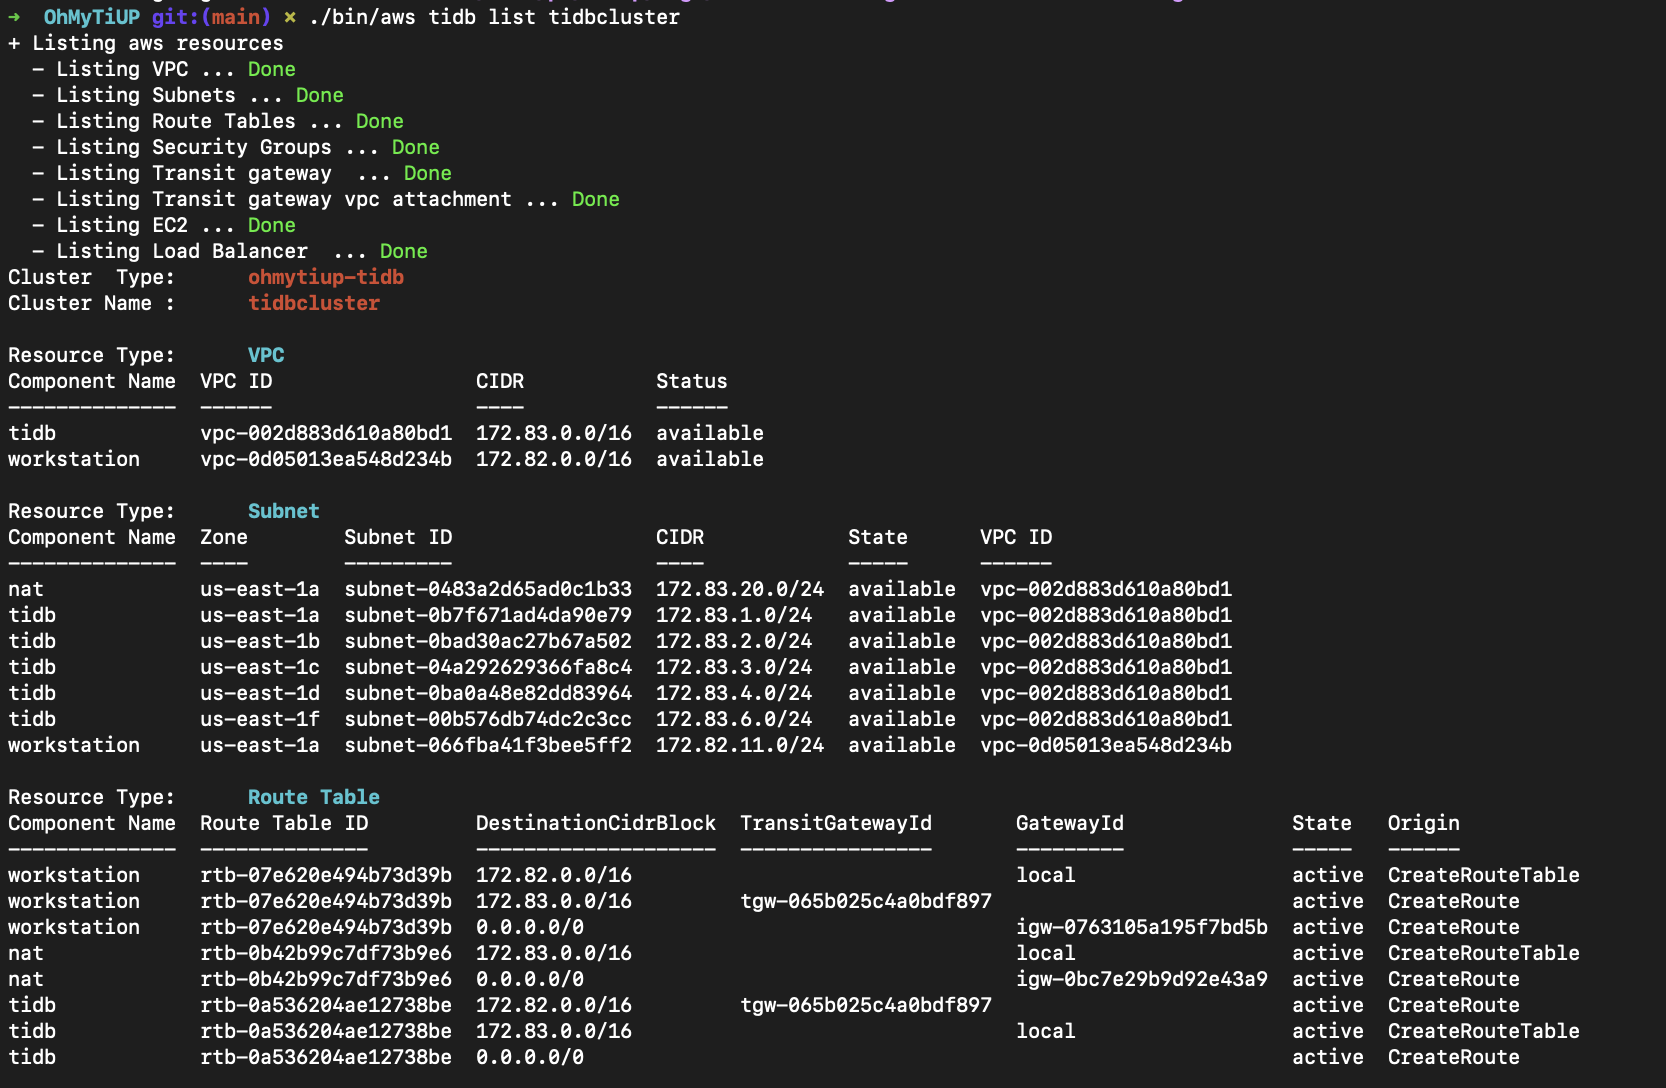 → OhMyTiUP git:(main) ✗ ./bin/aws tidb list tidbcluster
+ Listing aws resources
  - Listing VPC ... Done
  - Listing Subnets ... Done
  - Listing Route Tables ... Done
  - Listing Security Groups ... Done
  - Listing Transit gateway  ... Done
  - Listing Transit gateway vpc attachment ... Done
  - Listing EC2 ... Done
  - Listing Load Balancer  ... Done
Cluster  Type:      ohmytiup-tidb
Cluster Name :      tidbcluster
Resource Type:      VPC
Component Name  VPC ID                 CIDR           Status
--------------  ------                 ----           ------
tidb            vpc-002d883d610a80bd1  172.83.0.0/16  available
workstation     vpc-0d05013ea548d234b  172.82.0.0/16  available
Resource Type:      Subnet
Component Name  Zone        Subnet ID                 CIDR            State      VPC ID
--------------  ----        ---------                 ----            -----      ------
nat             us-east-1a  subnet-0483a2d65ad0c1b33  172.83.20.0/24  available  vpc-002d883d610a80bd1
tidb            us-east-1a  subnet-0b7f671ad4da90e79  172.83.1.0/24   available  vpc-002d883d610a80bd1
tidb            us-east-1b  subnet-0bad30ac27b67a502  172.83.2.0/24   available  vpc-002d883d610a80bd1
tidb            us-east-1c  subnet-04a292629366fa8c4  172.83.3.0/24   available  vpc-002d883d610a80bd1
tidb            us-east-1d  subnet-0ba0a48e82dd83964  172.83.4.0/24   available  vpc-002d883d610a80bd1
tidb            us-east-1f  subnet-00b576db74dc2c3cc  172.83.6.0/24   available  vpc-002d883d610a80bd1
workstation     us-east-1a  subnet-066fba41f3bee5ff2  172.82.11.0/24  available  vpc-0d05013ea548d234b
Resource Type:      Route Table
Component Name  Route Table ID         DestinationCidrBlock  TransitGatewayId       GatewayId              State   Origin
--------------  --------------         --------------------  ----------------       ---------              -----   ------
workstation     rtb-07e620e494b73d39b  172.82.0.0/16                                local                  active  CreateRouteTable
workstation     rtb-07e620e494b73d39b  172.83.0.0/16         tgw-065b025c4a0bdf897                         active  CreateRoute
workstation     rtb-07e620e494b73d39b  0.0.0.0/0                                    igw-0763105a195f7bd5b  active  CreateRoute
nat             rtb-0b42b99c7df73b9e6  172.83.0.0/16                                local                  active  CreateRouteTable
nat             rtb-0b42b99c7df73b9e6  0.0.0.0/0                                    igw-0bc7e29b9d92e43a9  active  CreateRoute
tidb            rtb-0a536204ae12738be  172.82.0.0/16         tgw-065b025c4a0bdf897                         active  CreateRoute
tidb            rtb-0a536204ae12738be  172.83.0.0/16                                local                  active  CreateRouteTable
tidb            rtb-0a536204ae12738be  0.0.0.0/0                                                           active  CreateRoute